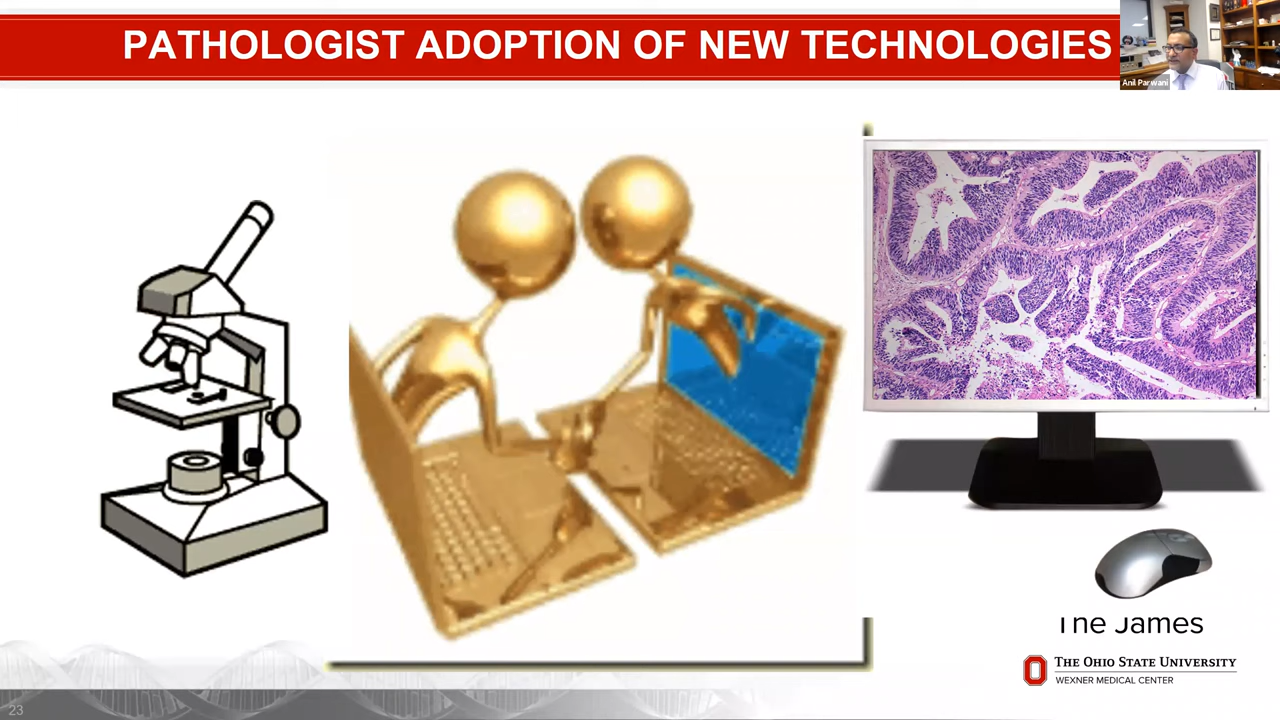 PATHOLOGIST ADOPTION OF NEW TECHNOLOGIES
Anil Parwani
The James
THE OHIO STATE UNIVERSITY
WEXNER MEDICAL CENTER
23